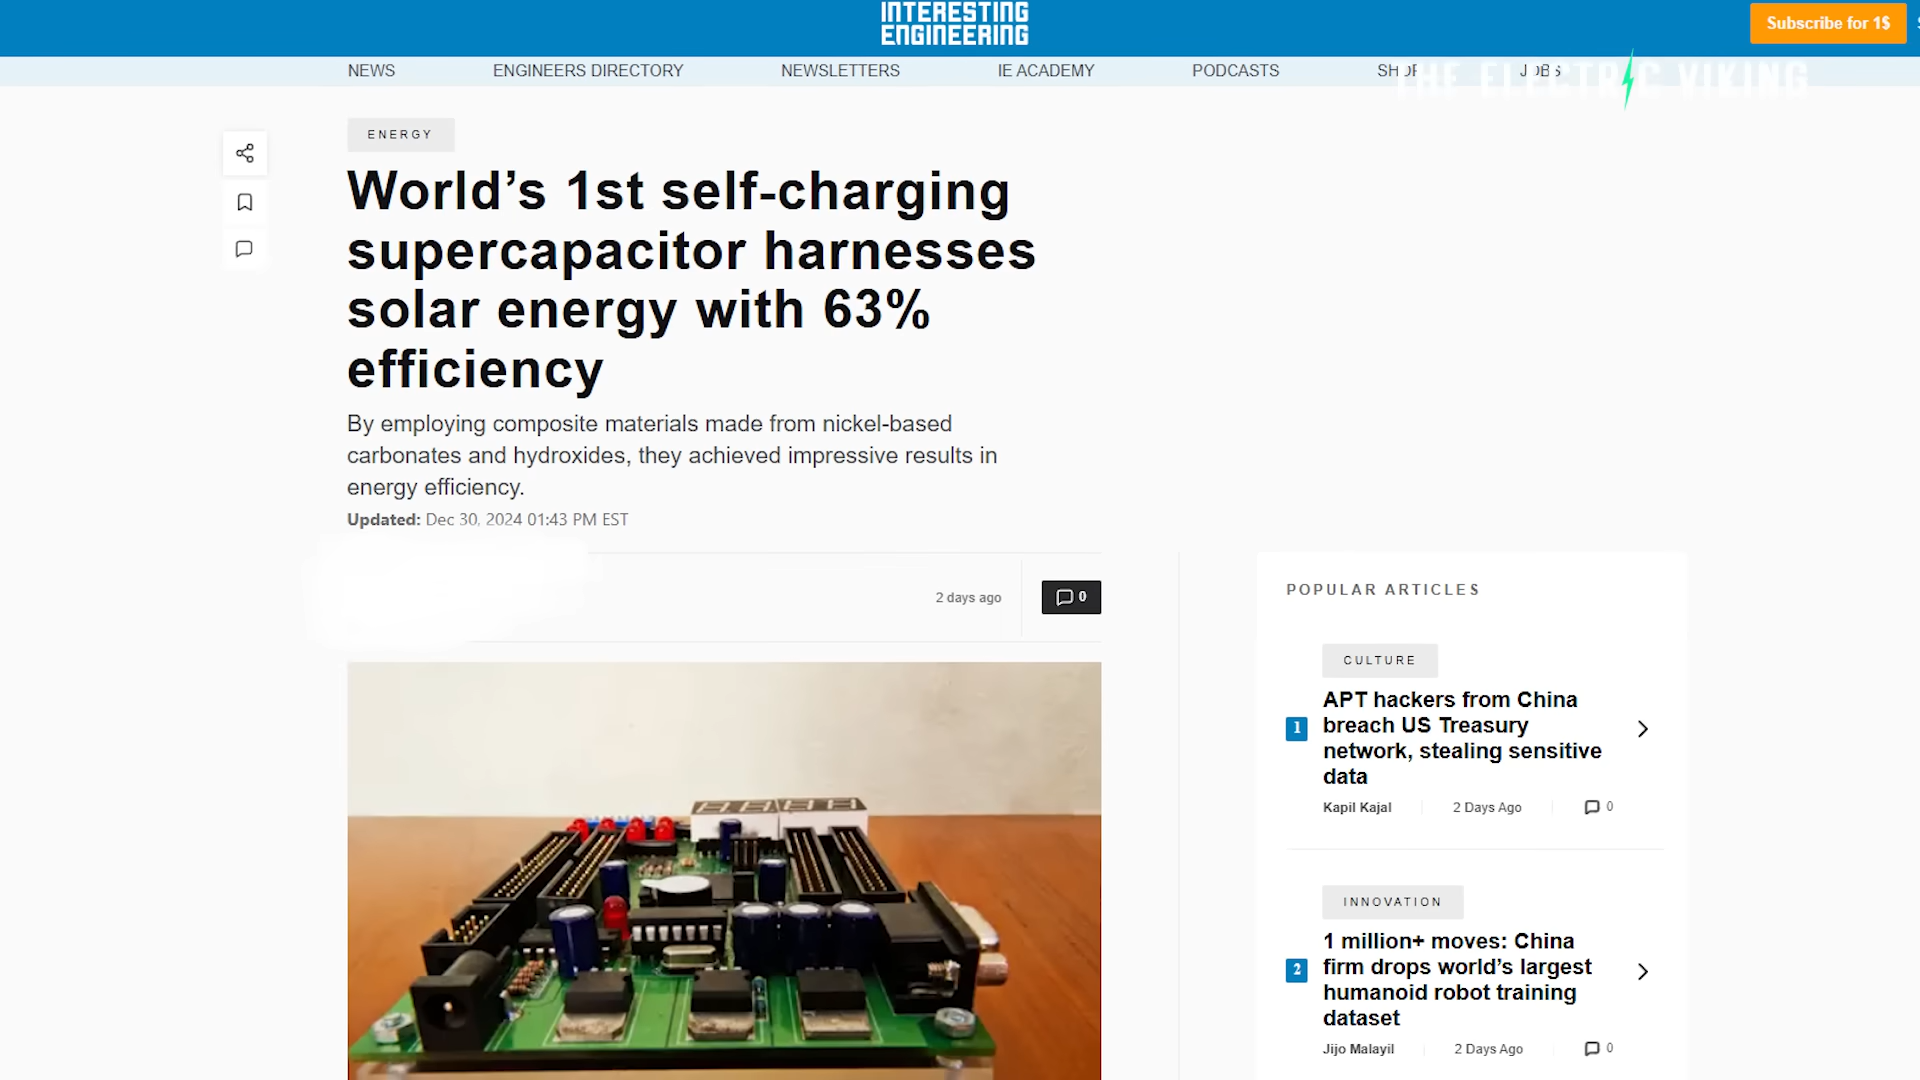 INTERESTING
ENGINEERING
Subscribe for 1$
NEWS
ENGINEERS DIRECTORY
NEWSLETTERS
IE ACADEMY
PODCASTS
SHOP
JOBS
THE ELECTRIC VIKING
ENERGY
World’s 1st self-charging
supercapacitor harnesses
solar energy with 63%
efficiency
By employing composite materials made from nickel-based
carbonates and hydroxides, they achieved impressive results in
energy efficiency.
Updated: Dec 30, 2024 01:43 PM EST
2 days ago
0
POPULAR ARTICLES
CULTURE
1
APT hackers from China
breach US Treasury
network, stealing sensitive
data
Kapil Kajal
2 Days Ago
0
INNOVATION
2
1 million+ moves: China
firm drops world’s largest
humanoid robot training
dataset
Jijo Malayil
2 Days Ago
0